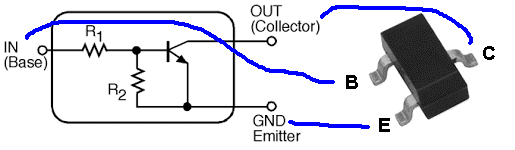 OUT
(Collector)
IN
(Base)
R1
R2
GND
Emitter
B
C
E